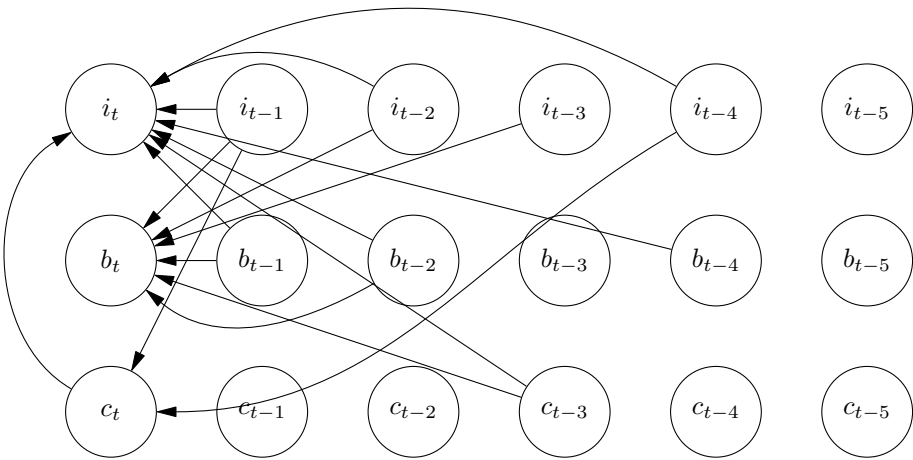 i_t i_{t−1} i_{t−2} i_{t−3} i_{t−4} i_{t−5}
b_t b_{t−1} b_{t−2} b_{t−3} b_{t−4} b_{t−5}
c_t c_{t−1} c_{t−2} c_{t−3} c_{t−4} c_{t−5}